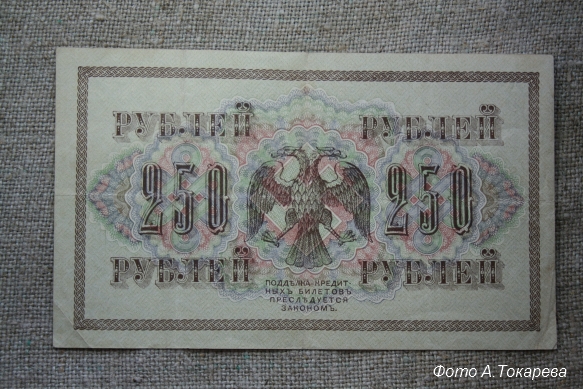 РУБЛЕЙ РУБЛЕЙ
250 250
РУБЛЕЙ РУБЛЕЙ
ПОДДѢЛКА КРЕДИТ-
НЫХЪ БИЛЕТОВЪ
ПРЕСЛѢДУЕТСЯ
ЗАКОНОМЪ.
Фото А.Токарева